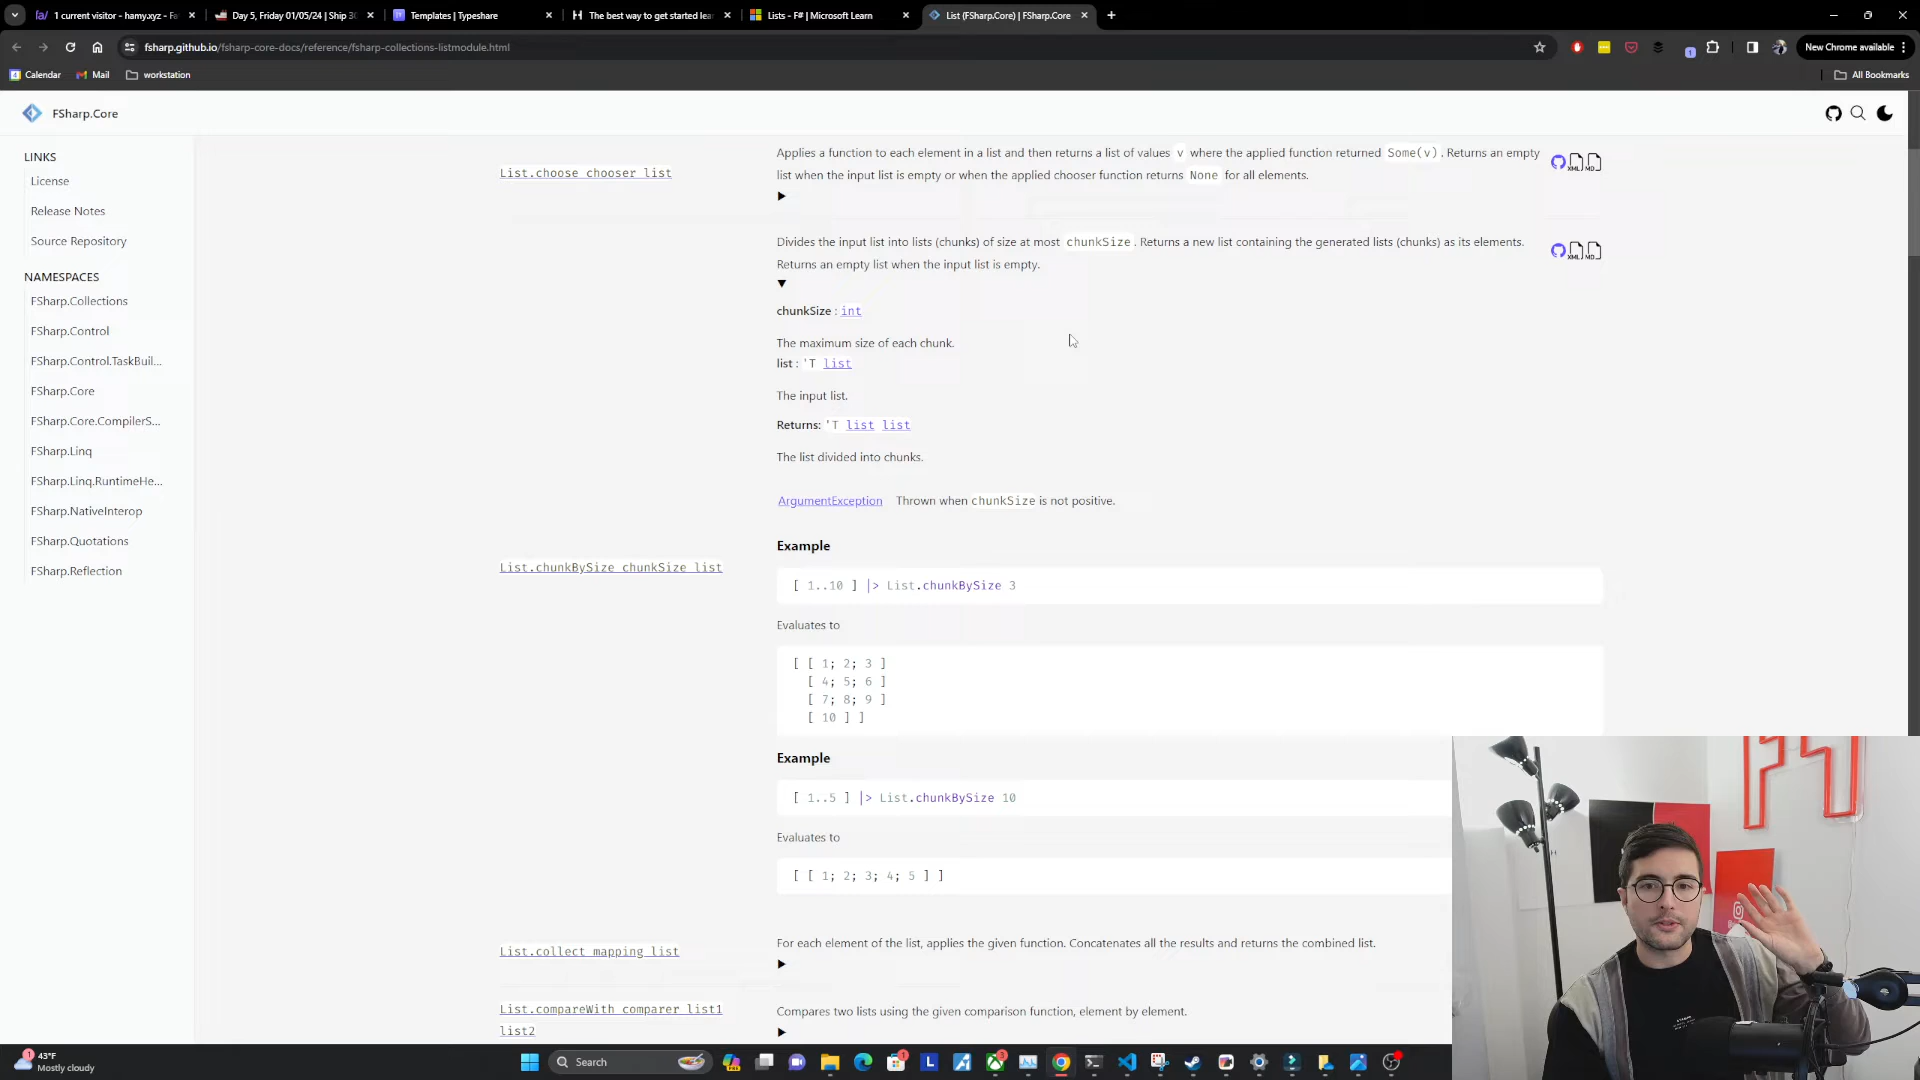 1 current visitor - hamy.xyz - Fa
Day 5, Friday 01/05/24 | Ship 30
Templates | Typeshare
The best way to get started lea
Lists - F# | Microsoft Learn
List (FSharp.Core) | FSharp.Core
fsharp.github.io/fsharp-core-docs/reference/fsharp-collections-listmodule.html
1
New Chrome available
Calendar
Mail
workstation
All Bookmarks
FSharp.Core
LINKS
License
Release Notes
Source Repository
NAMESPACES
FSharp.Collections
FSharp.Control
FSharp.Control.TaskBuil...
FSharp.Core
FSharp.Core.CompilerS...
FSharp.Linq
FSharp.Linq.RuntimeHe...
FSharp.NativeInterop
FSharp.Quotations
FSharp.Reflection
List.choose chooser list
Applies a function to each element in a list and then returns a list of values v where the applied function returned Some(v). Returns an empty
list when the input list is empty or when the applied chooser function returns None for all elements.
XML MD
Divides the input list into lists (chunks) of size at most chunkSize. Returns a new list containing the generated lists (chunks) as its elements.
Returns an empty list when the input list is empty.
XML MD
chunkSize : int
The maximum size of each chunk.
list : 'T list
The input list.
Returns: 'T list list
The list divided into chunks.
ArgumentException Thrown when chunkSize is not positive.
Example
List.chunkBySize chunkSize list
[ 1..10 ] |> List.chunkBySize 3
Evaluates to
[ [ 1; 2; 3 ]
[ 4; 5; 6 ]
[ 7; 8; 9 ]
[ 10 ] ]
Example
[ 1..5 ] |> List.chunkBySize 10
Evaluates to
[ [ 1; 2; 3; 4; 5 ] ]
List.collect mapping list
For each element of the list, applies the given function. Concatenates all the results and returns the combined list.
List.compareWith comparer list1
list2
Compares two lists using the given comparison function, element by element.
1
43°F
Mostly cloudy
Search